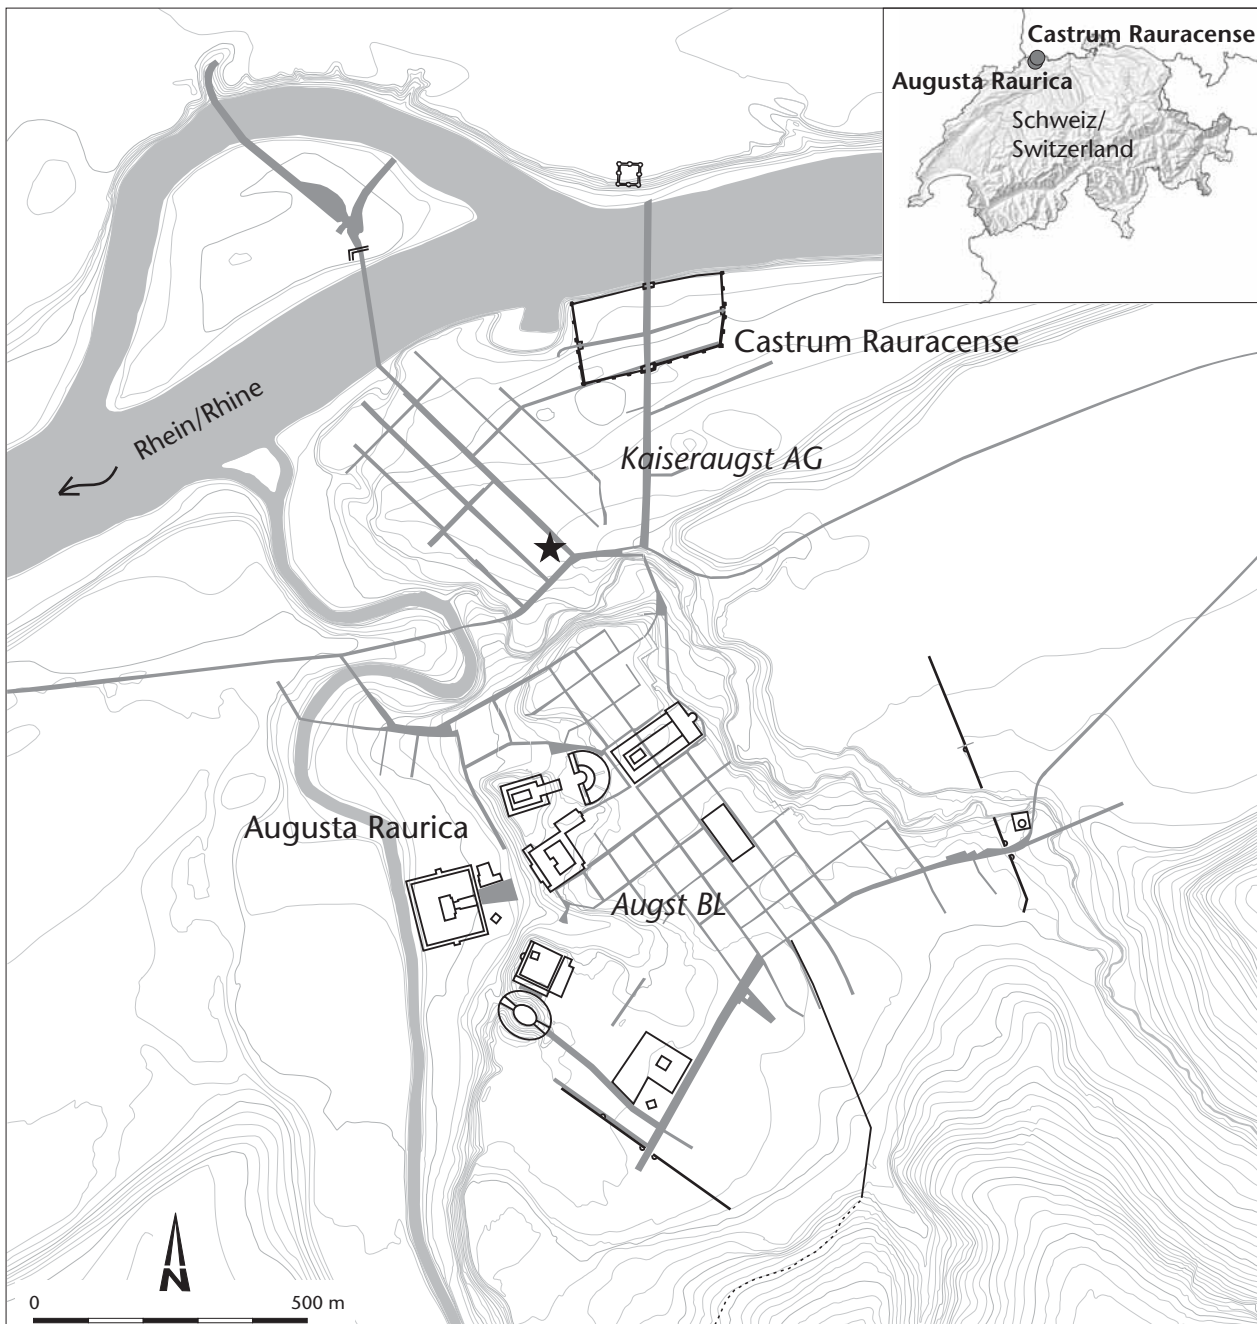 Castrum Rauracense
Augusta Raurica
Schweiz/
Switzerland
Castrum Rauracense
Rhein/Rhine
Kaiseraugst AG
Augusta Raurica
Augst BL
N
0 500 m